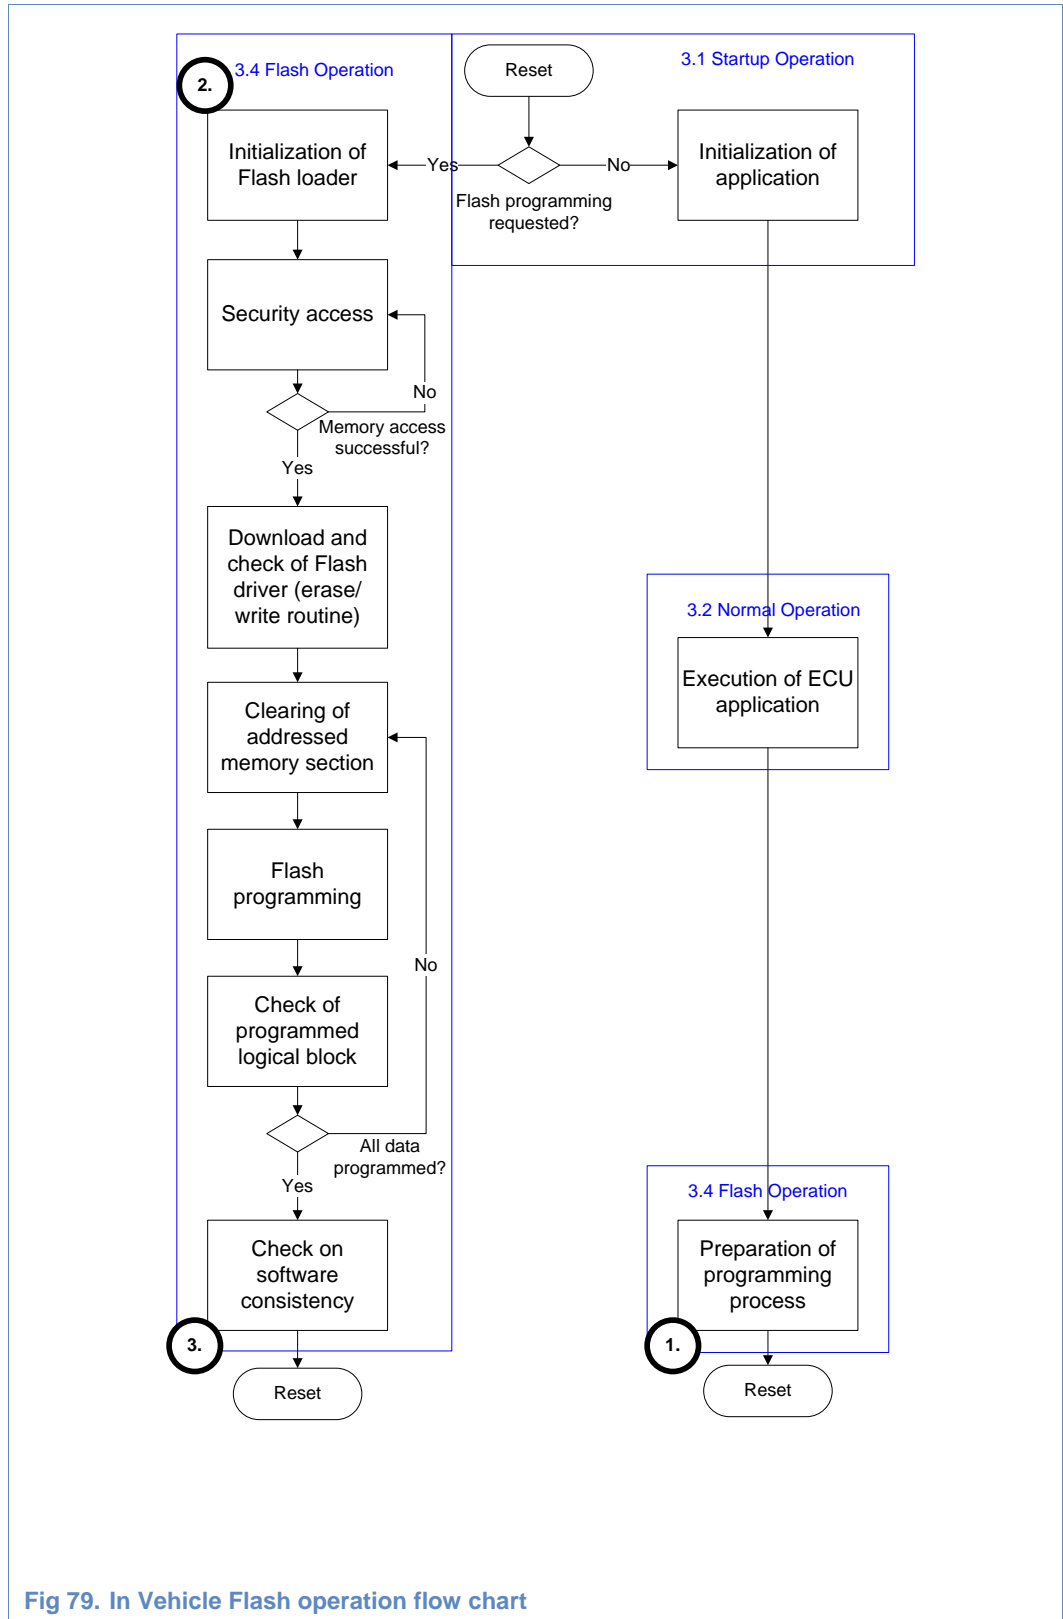 3.4 Flash Operation
3.1 Startup Operation
Reset
2.
Initialization of
Flash loader
Yes
No
Flash programming
requested?
Initialization of
application
Security access
No
Memory access
successful?
Yes
Download and
check of Flash
driver (erase/
write routine)
Clearing of
addressed
memory section
Flash
programming
No
Check of
programmed
logical block
All data
programmed?
Yes
Check on
software
consistency
3.
Reset
3.2 Normal Operation
Execution of ECU
application
3.4 Flash Operation
Preparation of
programming
process
1.
Reset
Fig 79. In Vehicle Flash operation flow chart